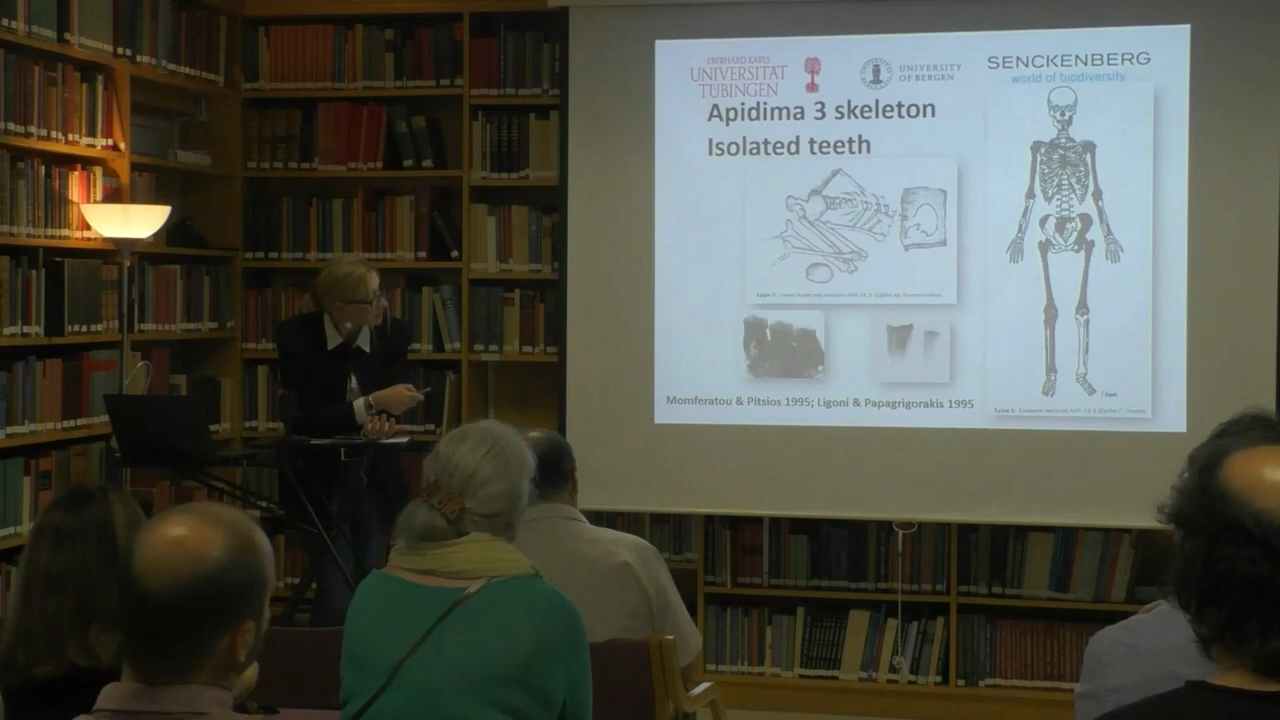 EBERHARD KARLS
UNIVERSITÄT
TÜBINGEN
UNIVERSITY
OF BERGEN
SENCKENBERG
world of biodiversity
Apidima 3 skeleton
Isolated teeth
Momferatou & Pitsios 1995; Ligoni & Papagrigorakis 1995